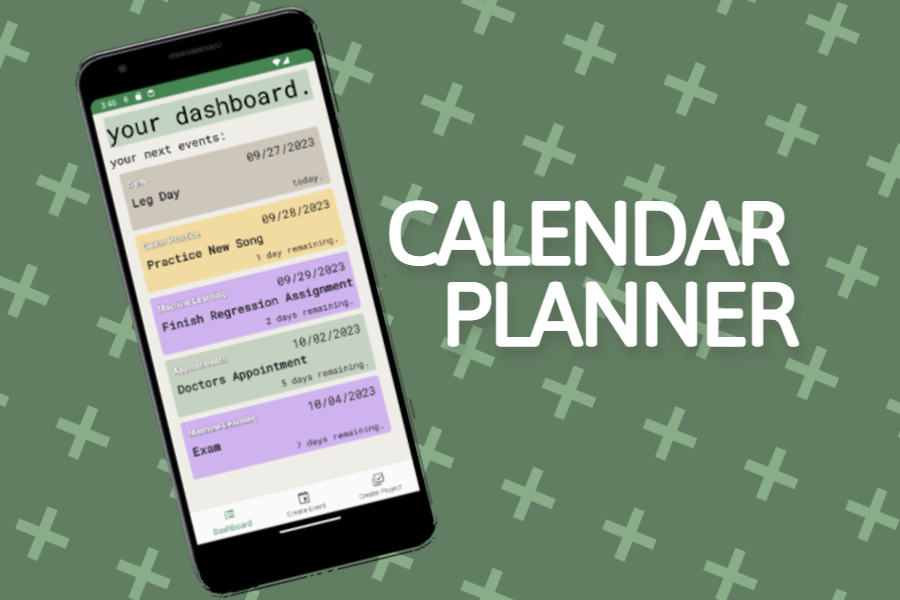 3:46
your dashboard.
your next events:
Gym
09/27/2023
Leg Day
today.
Guitar Practice
09/28/2023
Practice New Song
1 day remaining.
Machine Learning
09/29/2023
Finish Regression Assignment
2 days remaining.
Appointments
10/02/2023
Doctors Appointment
5 days remaining.
Machine Learning
10/04/2023
Exam
7 days remaining.
Dashboard
Create Event
Create Project
CALENDAR
PLANNER